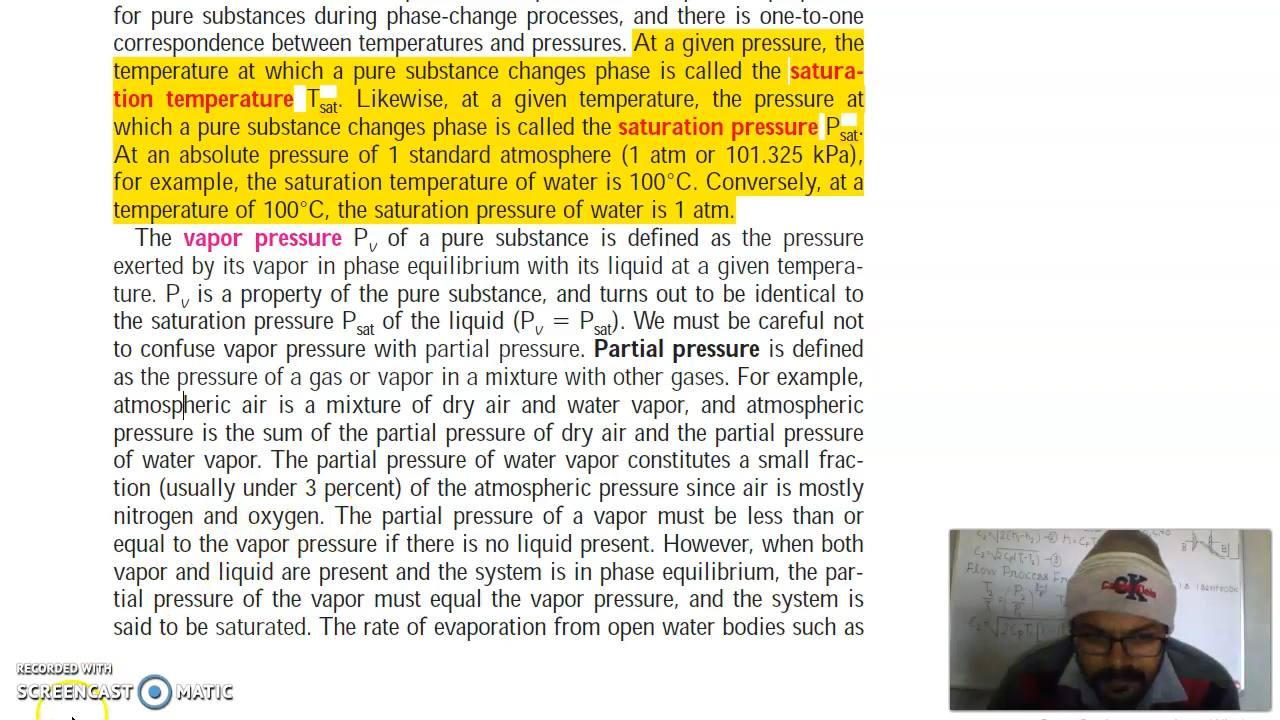 for pure substances during phase-change processes, and there is one-to-one
correspondence between temperatures and pressures. At a given pressure, the
temperature at which a pure substance changes phase is called the satura-
tion temperature Tsat. Likewise, at a given temperature, the pressure at
which a pure substance changes phase is called the saturation pressure Psat.
At an absolute pressure of 1 standard atmosphere (1 atm or 101.325 kPa),
for example, the saturation temperature of water is 100°C. Conversely, at a
temperature of 100°C, the saturation pressure of water is 1 atm.
The vapor pressure Pv of a pure substance is defined as the pressure
exerted by its vapor in phase equilibrium with its liquid at a given tempera-
ture. Pv is a property of the pure substance, and turns out to be identical to
the saturation pressure Psat of the liquid (Pv = Psat). We must be careful not
to confuse vapor pressure with partial pressure. Partial pressure is defined
as the pressure of a gas or vapor in a mixture with other gases. For example,
atmospheric air is a mixture of dry air and water vapor, and atmospheric
pressure is the sum of the partial pressure of dry air and the partial pressure
of water vapor. The partial pressure of water vapor constitutes a small frac-
tion (usually under 3 percent) of the atmospheric pressure since air is mostly
nitrogen and oxygen. The partial pressure of a vapor must be less than or
equal to the vapor pressure if there is no liquid present. However, when both
vapor and liquid are present and the system is in phase equilibrium, the par-
tial pressure of the vapor must equal the vapor pressure, and the system is
said to be saturated. The rate of evaporation from open water bodies such as
Flow Process
CK
RECORDED WITH
SCREENCAST MATIC